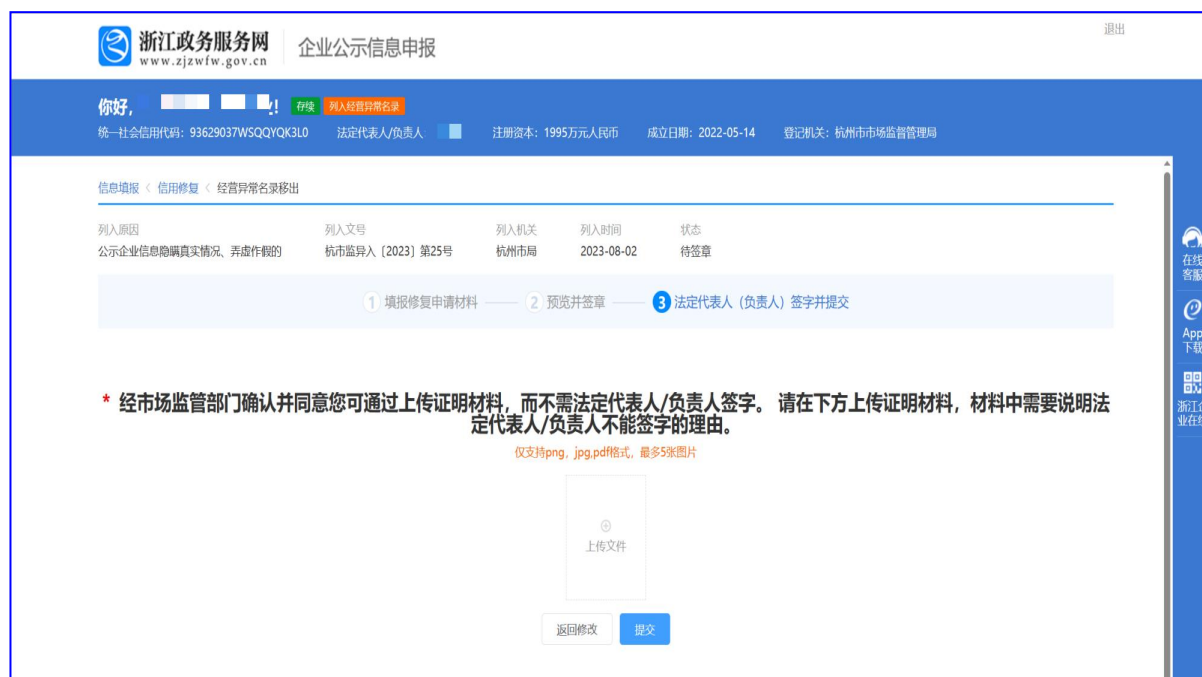 退出
浙江政务服务网
www.zjzwfw.gov.cn
企业公示信息申报
你好,
! 存续 列入经营异常名录
统一社会信用代码：93629037WSQQYQK3L0 法定代表人/负责人: 注册资本：1995万元人民币 成立日期：2022-05-14 登记机关：杭州市市场监督管理局
信息填报 < 信用修复 < 经营异常名录移出
列入原因 列入文号 列入机关 列入时间 状态
公示企业信息隐瞒真实情况、弄虚作假的 杭市监异入〔2023〕第25号 杭州市局 2023-08-02 待签章
1 填报修复申请材料 2 预览并签章 3 法定代表人（负责人）签字并提交
* 经市场监管部门确认并同意您可通过上传证明材料，而不需法定代表人/负责人签字。 请在下方上传证明材料，材料中需要说明法
定代表人/负责人不能签字的理由。
仅支持png，jpg,pdf格式，最多5张图片
上传文件
返回修改 提交
在线
客服
App
下载
浙江企
业在线